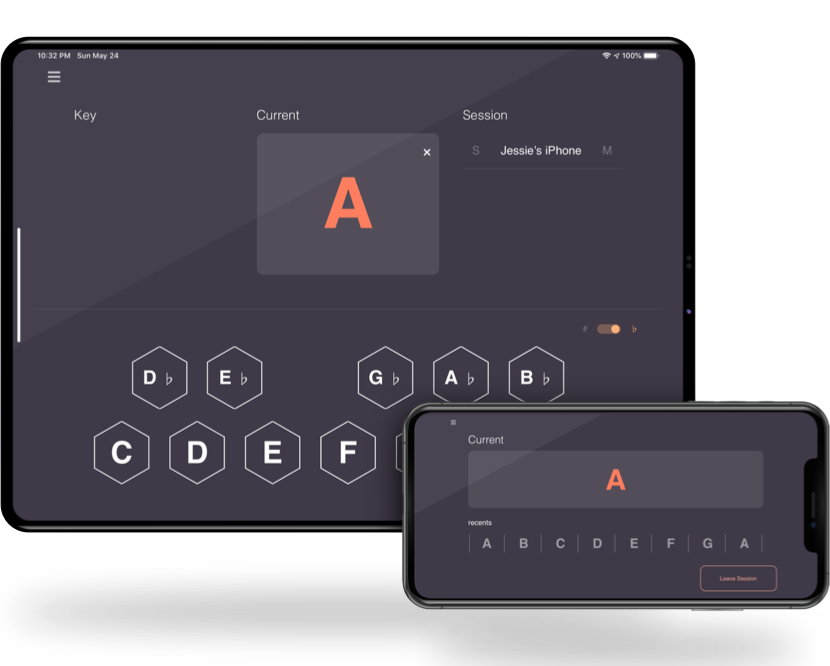 10:32 PM Sun May 24
100%
Key
Current
Session
A
S Jessie's iPhone M
♭
D♭ E♭ G♭ A♭ B♭
C D E F
Current
A
recents
A B C D E F G A
Leave Session